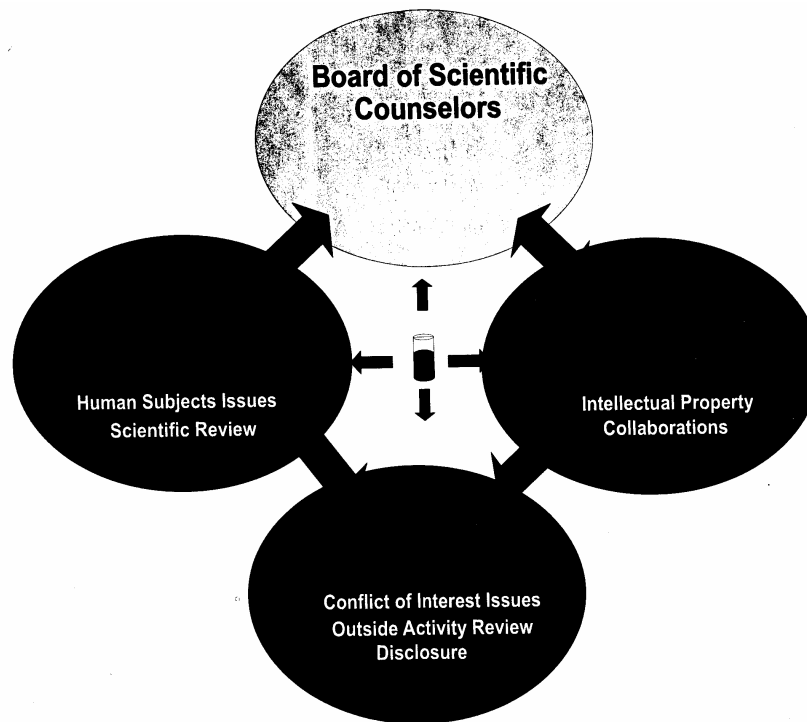 Board of Scientific
Counselors
Human Subjects Issues
Scientific Review
Intellectual Property
Collaborations
Conflict of Interest Issues
Outside Activity Review
Disclosure